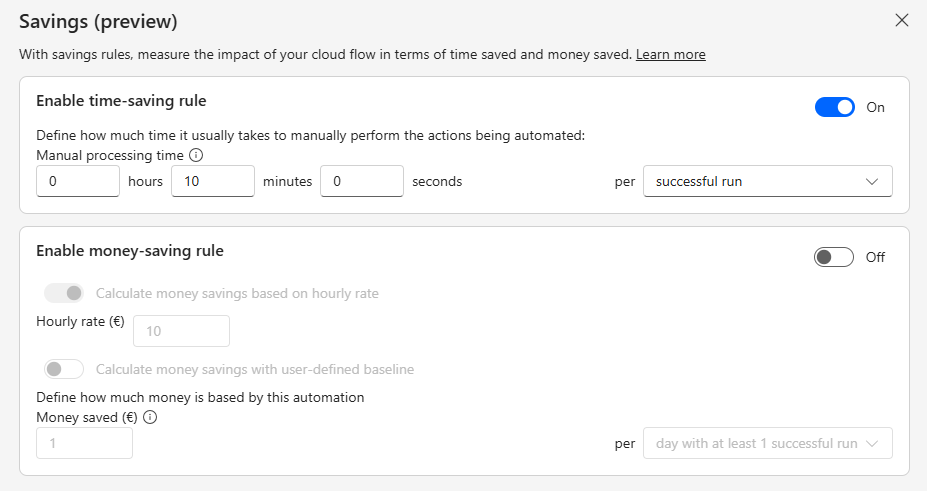 Savings (preview)
With savings rules, measure the impact of your cloud flow in terms of time saved and money saved. Learn more
Enable time-saving rule
On
Define how much time it usually takes to manually perform the actions being automated:
Manual processing time
0 hours 10 minutes 0 seconds per successful run
Enable money-saving rule
Off
Calculate money savings based on hourly rate
Hourly rate (€) 10
Calculate money savings with user-defined baseline
Define how much money is based by this automation
Money saved (€)
1 per day with at least 1 successful run